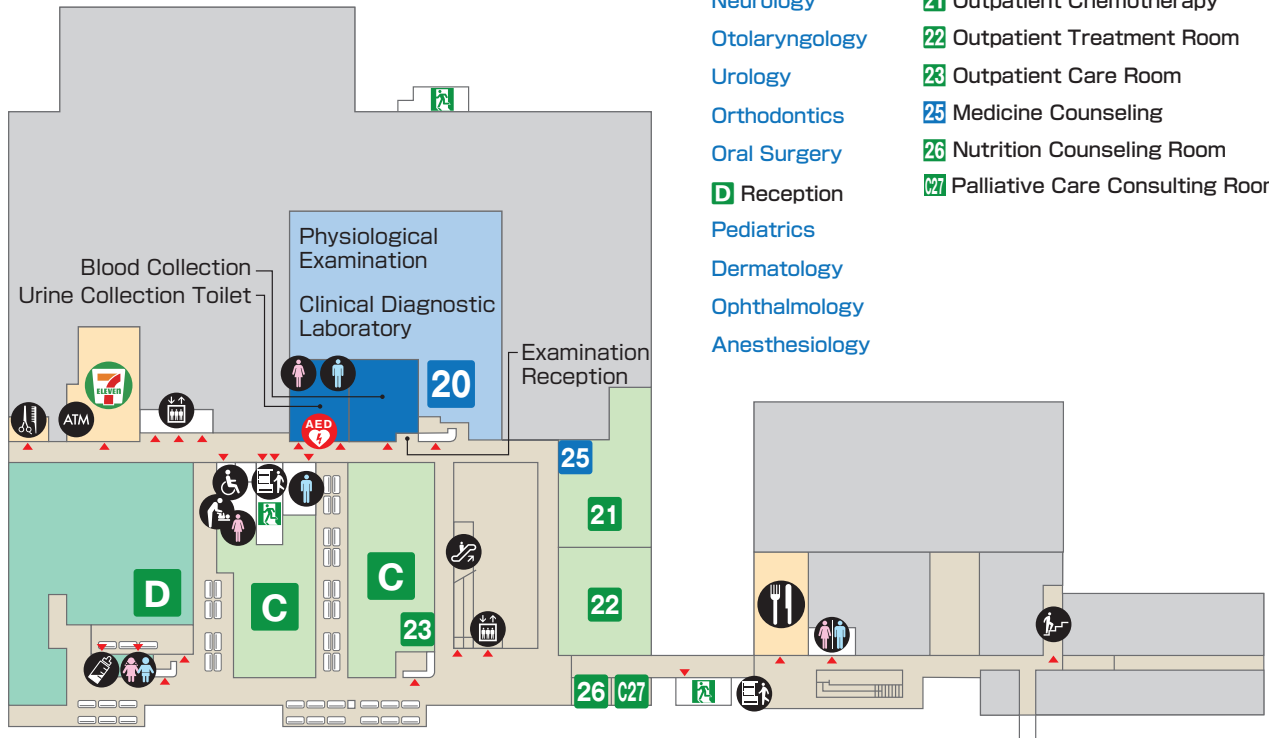 Neurology
Otolaryngology
Urology
Orthodontics
Oral Surgery
D Reception
Pediatrics
Dermatology
Ophthalmology
Anesthesiology
21 Outpatient Chemotherapy
22 Outpatient Treatment Room
23 Outpatient Care Room
25 Medicine Counseling
26 Nutrition Counseling Room
C27 Palliative Care Consulting Room
Physiological
Examination
Clinical Diagnostic
Laboratory
Blood Collection
Urine Collection Toilet
Examination
Reception
20
7
ELEVEN
ATM
AED
25
21
22
D
C
C
23
26
C27